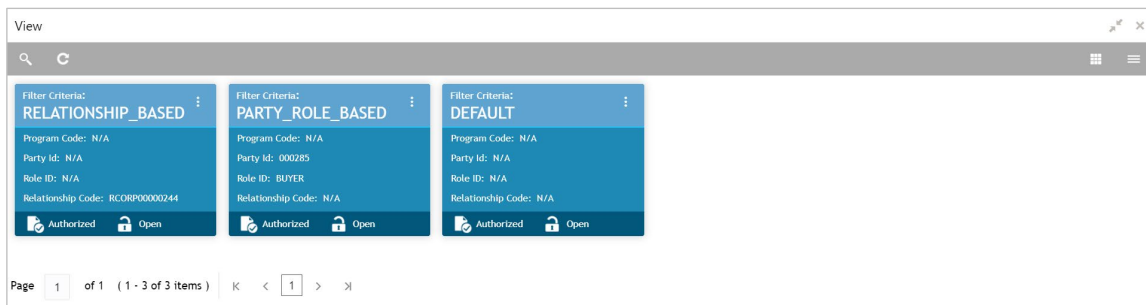 View
Filter Criteria:
RELATIONSHIP_BASED
Program Code: N/A
Party Id: N/A
Role ID: N/A
Relationship Code: RCORP00000244
Authorized Open
Filter Criteria:
PARTY_ROLE_BASED
Program Code: N/A
Party Id: 000285
Role ID: BUYER
Relationship Code: N/A
Authorized Open
Filter Criteria:
DEFAULT
Program Code: N/A
Party Id: N/A
Role ID: N/A
Relationship Code: N/A
Authorized Open
Page 1 of 1 ( 1 - 3 of 3 items ) 1